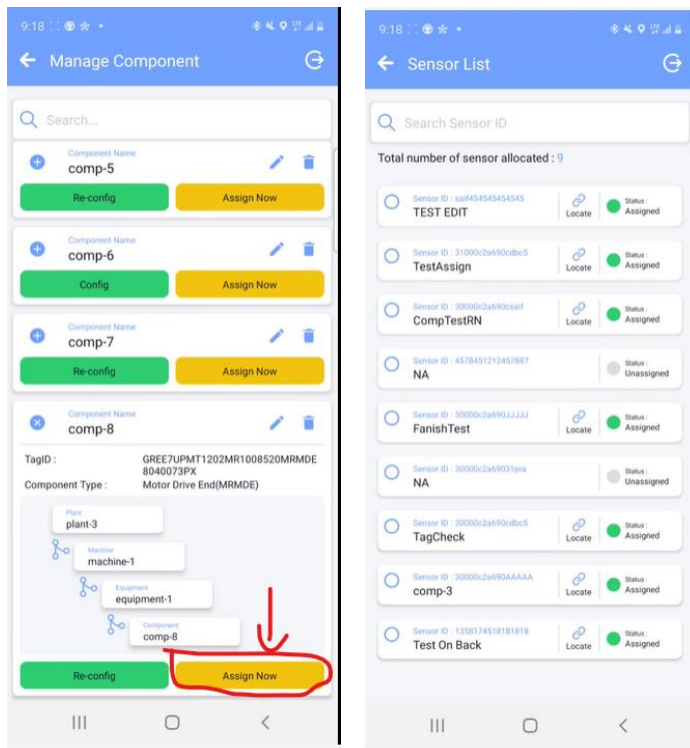 9:18
Manage Component
Search...
Component Name
comp-5
Re-config
Assign Now
Component Name
comp-6
Config
Assign Now
Component Name
comp-7
Re-config
Assign Now
Component Name
comp-8
TagID :
GREE7UPMT1202MR1008520MRMDE
8040073PX
Component Type :
Motor Drive End(MRMDE)
Plant
plant-3
Machine
machine-1
Equipment
equipment-1
Component
comp-8
Re-config
Assign Now
9:18
Sensor List
Search Sensor ID
Total number of sensor allocated : 9
Sensor ID : saif454545454545
TEST EDIT
Locate
Status :
Assigned
Sensor ID : 31000c2a690cdbc5
TestAssign
Locate
Status :
Assigned
Sensor ID : 30000c2a690csaif
CompTestRN
Locate
Status :
Assigned
Sensor ID : 4578451212457887
NA
Status :
Unassigned
Sensor ID : 30000c2a690JJJJJ
FanishTest
Locate
Status :
Assigned
Sensor ID : 30000c2a69031pra
NA
Status :
Unassigned
Sensor ID : 30000c2a690cdbc5
TagCheck
Locate
Status :
Assigned
Sensor ID : 30000c2a690AAAAA
comp-3
Locate
Status :
Assigned
Sensor ID : 1358174518181818
Test On Back
Locate
Status :
Assigned